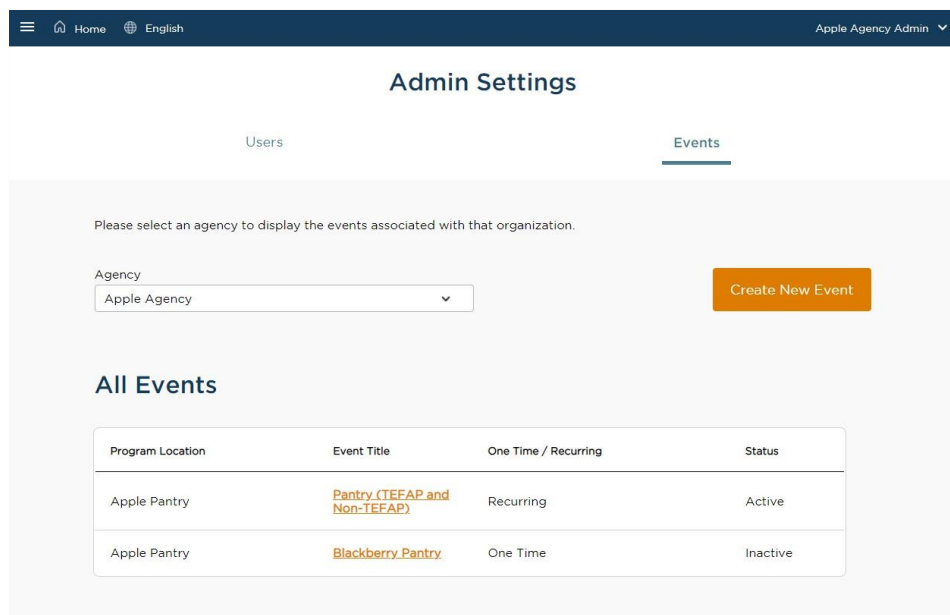 Home English Apple Agency Admin
Admin Settings
Users Events
Please select an agency to display the events associated with that organization.
Agency
Apple Agency
Create New Event
All Events
Program Location Event Title One Time / Recurring Status
Apple Pantry Pantry (TEFAP and Non-TEFAP) Recurring Active
Apple Pantry Blackberry Pantry One Time Inactive